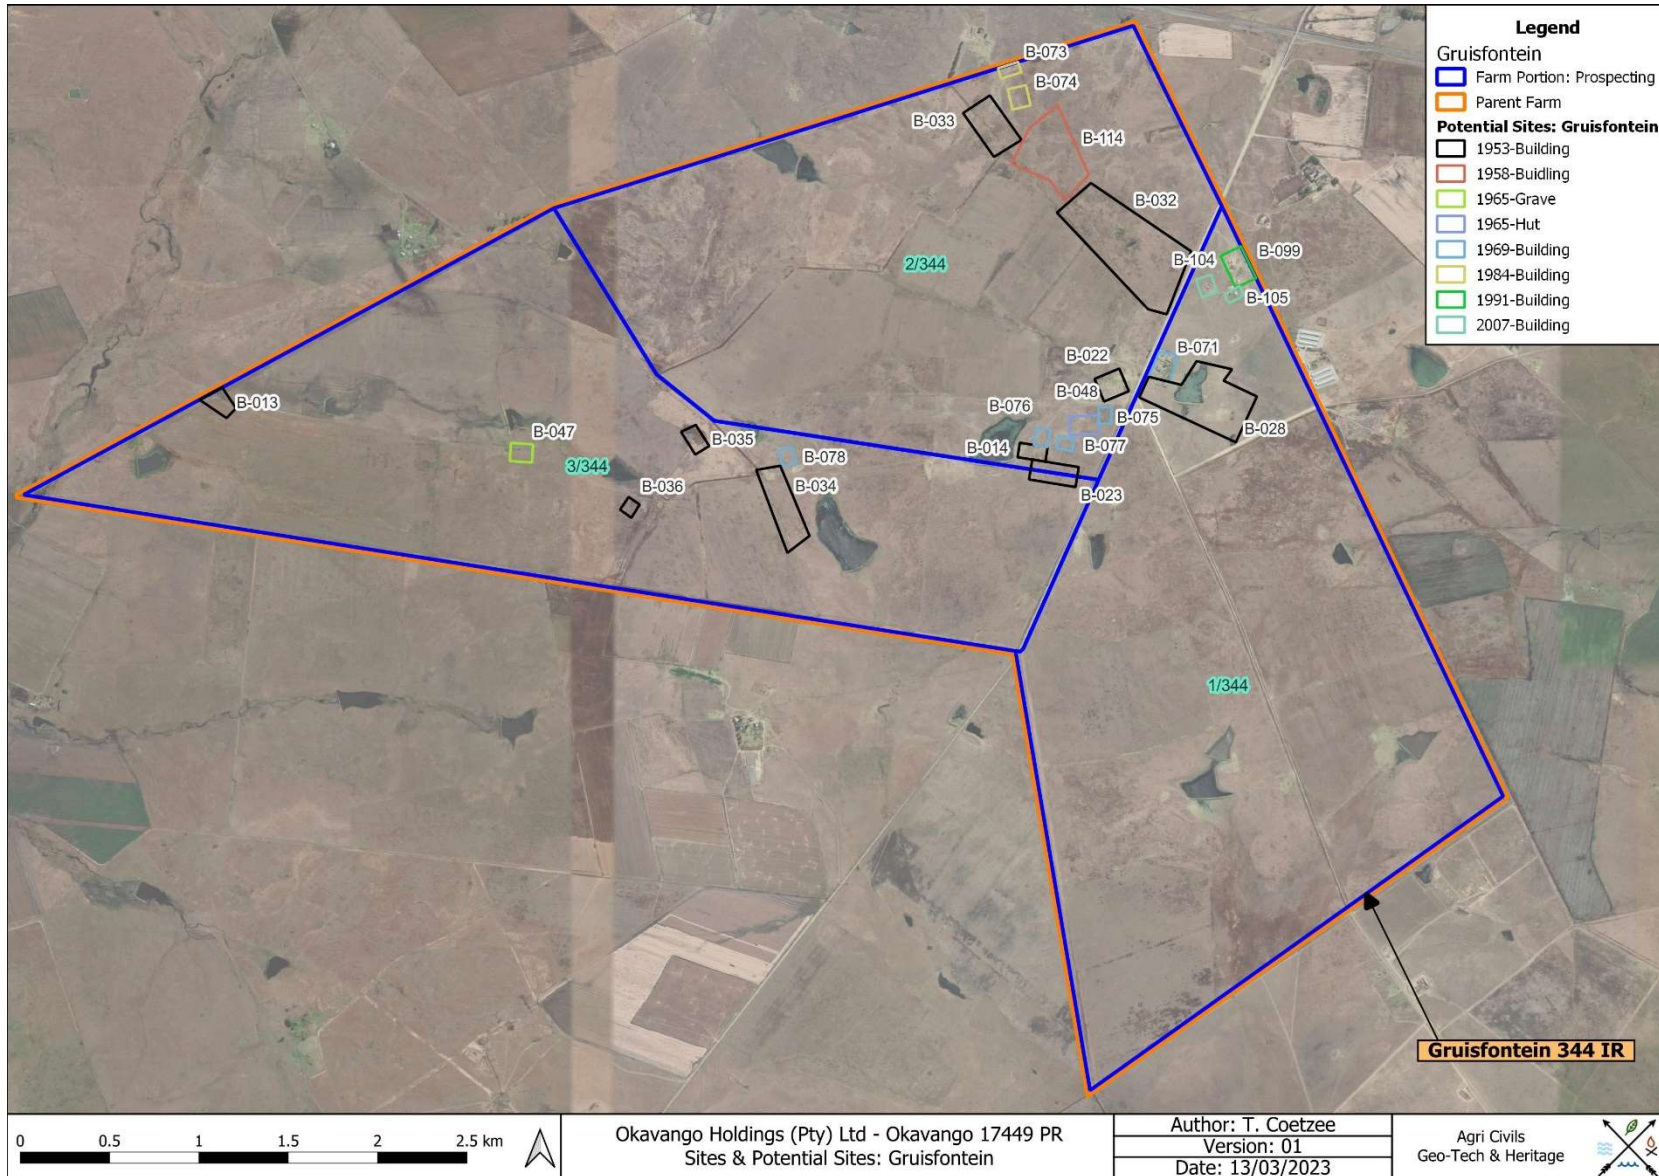 Legend
Gruisfontein
Farm Portion: Prospecting
Parent Farm
Potential Sites: Gruisfontein
1953-Building
1958-Buidling
1965-Grave
1965-Hut
1969-Building
1984-Building
1991-Building
2007-Building
B-073
B-074
B-033
B-114
B-032
B-099
B-104
B-105
2/344
B-022
B-071
B-048
B-013
B-076
B-075
B-047
B-035
B-014
B-077
B-028
3/344
B-078
B-036
B-034
B-023
1/344
Gruisfontein 344 IR
0 0.5 1 1.5 2 2.5 km
Okavango Holdings (Pty) Ltd - Okavango 17449 PR
Sites & Potential Sites: Gruisfontein
Author: T. Coetzee
Version: 01
Date: 13/03/2023
Agri Civils
Geo-Tech & Heritage